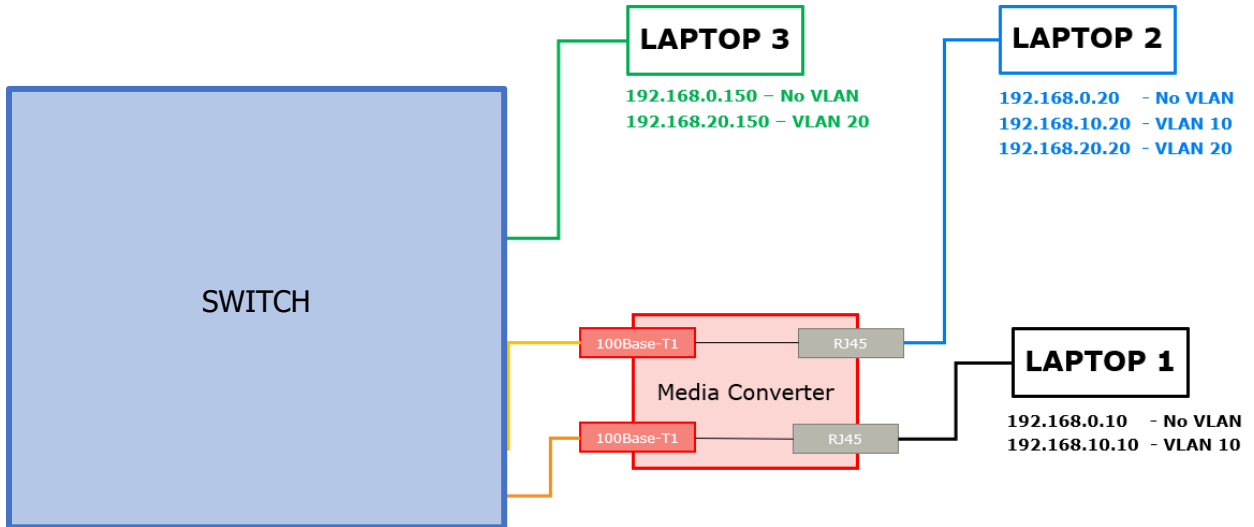 LAPTOP 3
192.168.0.150 – No VLAN
192.168.20.150 – VLAN 20
LAPTOP 2
192.168.0.20 - No VLAN
192.168.10.20 - VLAN 10
192.168.20.20 - VLAN 20
SWITCH
100Base-T1
RJ45
Media Converter
100Base-T1
RJ45
LAPTOP 1
192.168.0.10 - No VLAN
192.168.10.10 - VLAN 10